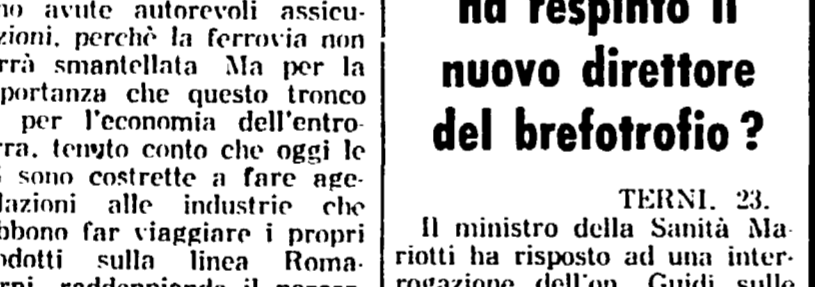 no avute autorevoli assicu-
zioni, perchè la ferrovia non
rrà smantellata Ma per la
portanza che questo tronco
per l'economia dell'entro-
rra, tenuto conto che oggi le
sono costrette a fare age-
lazioni alle industrie che
bbono far viaggiare i propri
odotti sulla linea Roma-
raddoppiando il
ha respinto il
nuovo direttore
del brefotrofio?
TERNI, 23.
Il ministro della Sanità Ma-
riotti ha risposto ad una inter-
rogazione dell'on. Guidi sulle